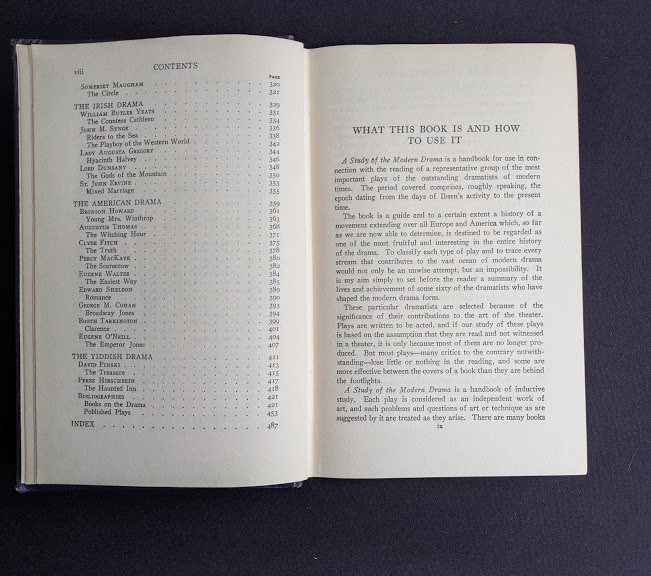 viii
CONTENTS
PAGE
SOMERSET MAUGHAM . . . . . . . . 320
The Circle . . . . . . . . 321
THE IRISH DRAMA . . . . . . . . 329
WILLIAM BUTLER YEATS . . . . . . . . 331
The Countess Cathleen . . . . . . . . 334
JOHN M. SYNGE . . . . . . . . 336
Riders to the Sea . . . . . . . . 338
The Playboy of the Western World . . . . . . . . 342
LADY AUGUSTA GREGORY . . . . . . . . 344
Hyacinth Halvey . . . . . . . . 346
LORD DUNSANY . . . . . . . . 348
The Gods of the Mountain . . . . . . . . 350
ST. JOHN ERVINE . . . . . . . . 353
Mixed Marriage . . . . . . . . 355
THE AMERICAN DRAMA . . . . . . . . 359
BRONSON HOWARD . . . . . . . . 361
Young Mrs. Winthrop . . . . . . . . 363
AUGUSTUS THOMAS . . . . . . . . 368
The Witching Hour . . . . . . . . 371
CLYDE FITCH . . . . . . . . 375
The Truth . . . . . . . . 378
PERCY MACKAYE . . . . . . . . 380
The Scarecrow . . . . . . . . 382
EUGENE WALTER . . . . . . . . 384
The Easiest Way . . . . . . . . 385
EDWARD SHELDON . . . . . . . . 389
Romance . . . . . . . . 390
GEORGE M. COHAN . . . . . . . . 393
Broadway Jones . . . . . . . . 394
BOOTH TARKINGTON . . . . . . . . 399
Clarence . . . . . . . . 401
EUGENE O'NEILL . . . . . . . . 404
The Emperor Jones . . . . . . . . 407
THE YIDDISH DRAMA . . . . . . . . 411
DAVID PINSKI . . . . . . . . 413
The Treasure . . . . . . . . 415
PEREZ HIRSCHBEIN . . . . . . . . 417
The Haunted Inn . . . . . . . . 418
BIBLIOGRAPHIES . . . . . . . . 421
Books on the Drama . . . . . . . . 421
Published Plays . . . . . . . . 453
INDEX . . . . . . . . 487
WHAT THIS BOOK IS AND HOW
TO USE IT
A Study of the Modern Drama is a handbook for use in con-
nection with the reading of a representative group of the most
important plays of the outstanding dramatists of modern
times. The period covered comprises, roughly speaking, the
epoch dating from the days of Ibsen's activity to the present
time.
The book is a guide and to a certain extent a history of a
movement extending over all Europe and America which, so far
as we are now able to determine, is destined to be regarded as
one of the most fruitful and interesting in the entire history
of the drama. To classify each type of play and to trace every
stream that contributes to the vast ocean of modern drama
would not only be an unwise attempt, but an impossibility. It
is my aim simply to set before the reader a summary of the
lives and achievement of some sixty of the dramatists who have
shaped the modern drama form.
These particular dramatists are selected because of the
significance of their contributions to the art of the theater.
Plays are written to be acted, and if our study of these plays
is based on the assumption that they are read and not witnessed
in a theater, it is only because most of them are no longer pro-
duced. But most plays—many critics to the contrary notwith-
standing—lose little or nothing in the reading, and some are
more effective between the covers of a book than they are behind
the footlights.
A Study of the Modern Drama is a handbook of inductive
study. Each play is considered as an independent work of
art, and such problems and questions of art or technique as are
suggested by it are treated as they arise. There are many books
ix